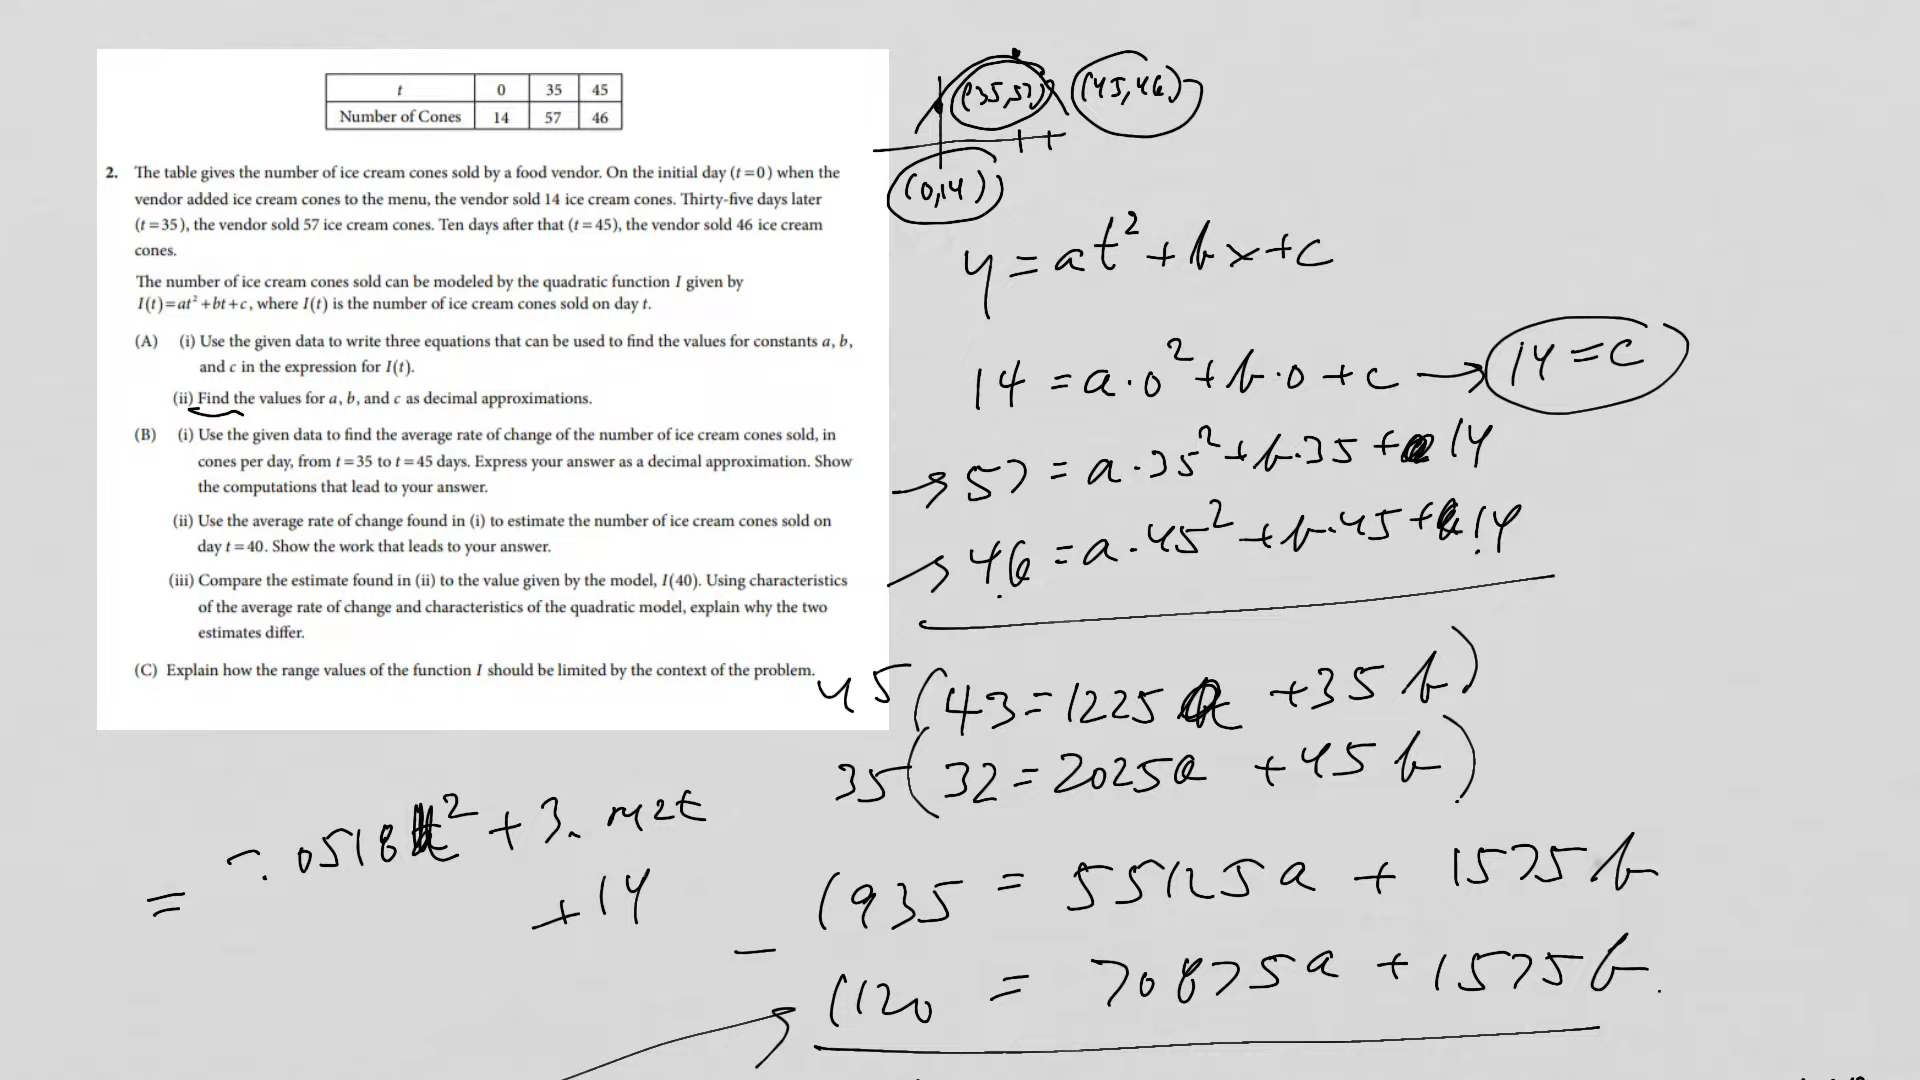 t 0 35 45
Number of Cones 14 57 46
2. The table gives the number of ice cream cones sold by a food vendor. On the initial day (t=0) when the
vendor added ice cream cones to the menu, the vendor sold 14 ice cream cones. Thirty-five days later
(t=35), the vendor sold 57 ice cream cones. Ten days after that (t=45), the vendor sold 46 ice cream
cones.
The number of ice cream cones sold can be modeled by the quadratic function I given by
I(t)=at²+bt+c, where I(t) is the number of ice cream cones sold on day t.
(A) (i) Use the given data to write three equations that can be used to find the values for constants a, b,
and c in the expression for I(t).
(ii) Find the values for a, b, and c as decimal approximations.
(B) (i) Use the given data to find the average rate of change of the number of ice cream cones sold, in
cones per day, from t=35 to t=45 days. Express your answer as a decimal approximation. Show
the computations that lead to your answer.
(ii) Use the average rate of change found in (i) to estimate the number of ice cream cones sold on
day t=40. Show the work that leads to your answer.
(iii) Compare the estimate found in (ii) to the value given by the model, I(40). Using characteristics
of the average rate of change and characteristics of the quadratic model, explain why the two
estimates differ.
(C) Explain how the range values of the function I should be limited by the context of the problem.
(35,57) (45,46)
(0,14)
y=at²+bx+c
14=a·0²+b·0+c → 14=c
→ 57=a·35²+b·35+14
→ 46=a·45²+b·45+14
45(43=1225a+35b)
35(32=2025a+45b)
1935=55125a+1575b
− 1120=70875a+1575b
= -.0518t²+3.
+14